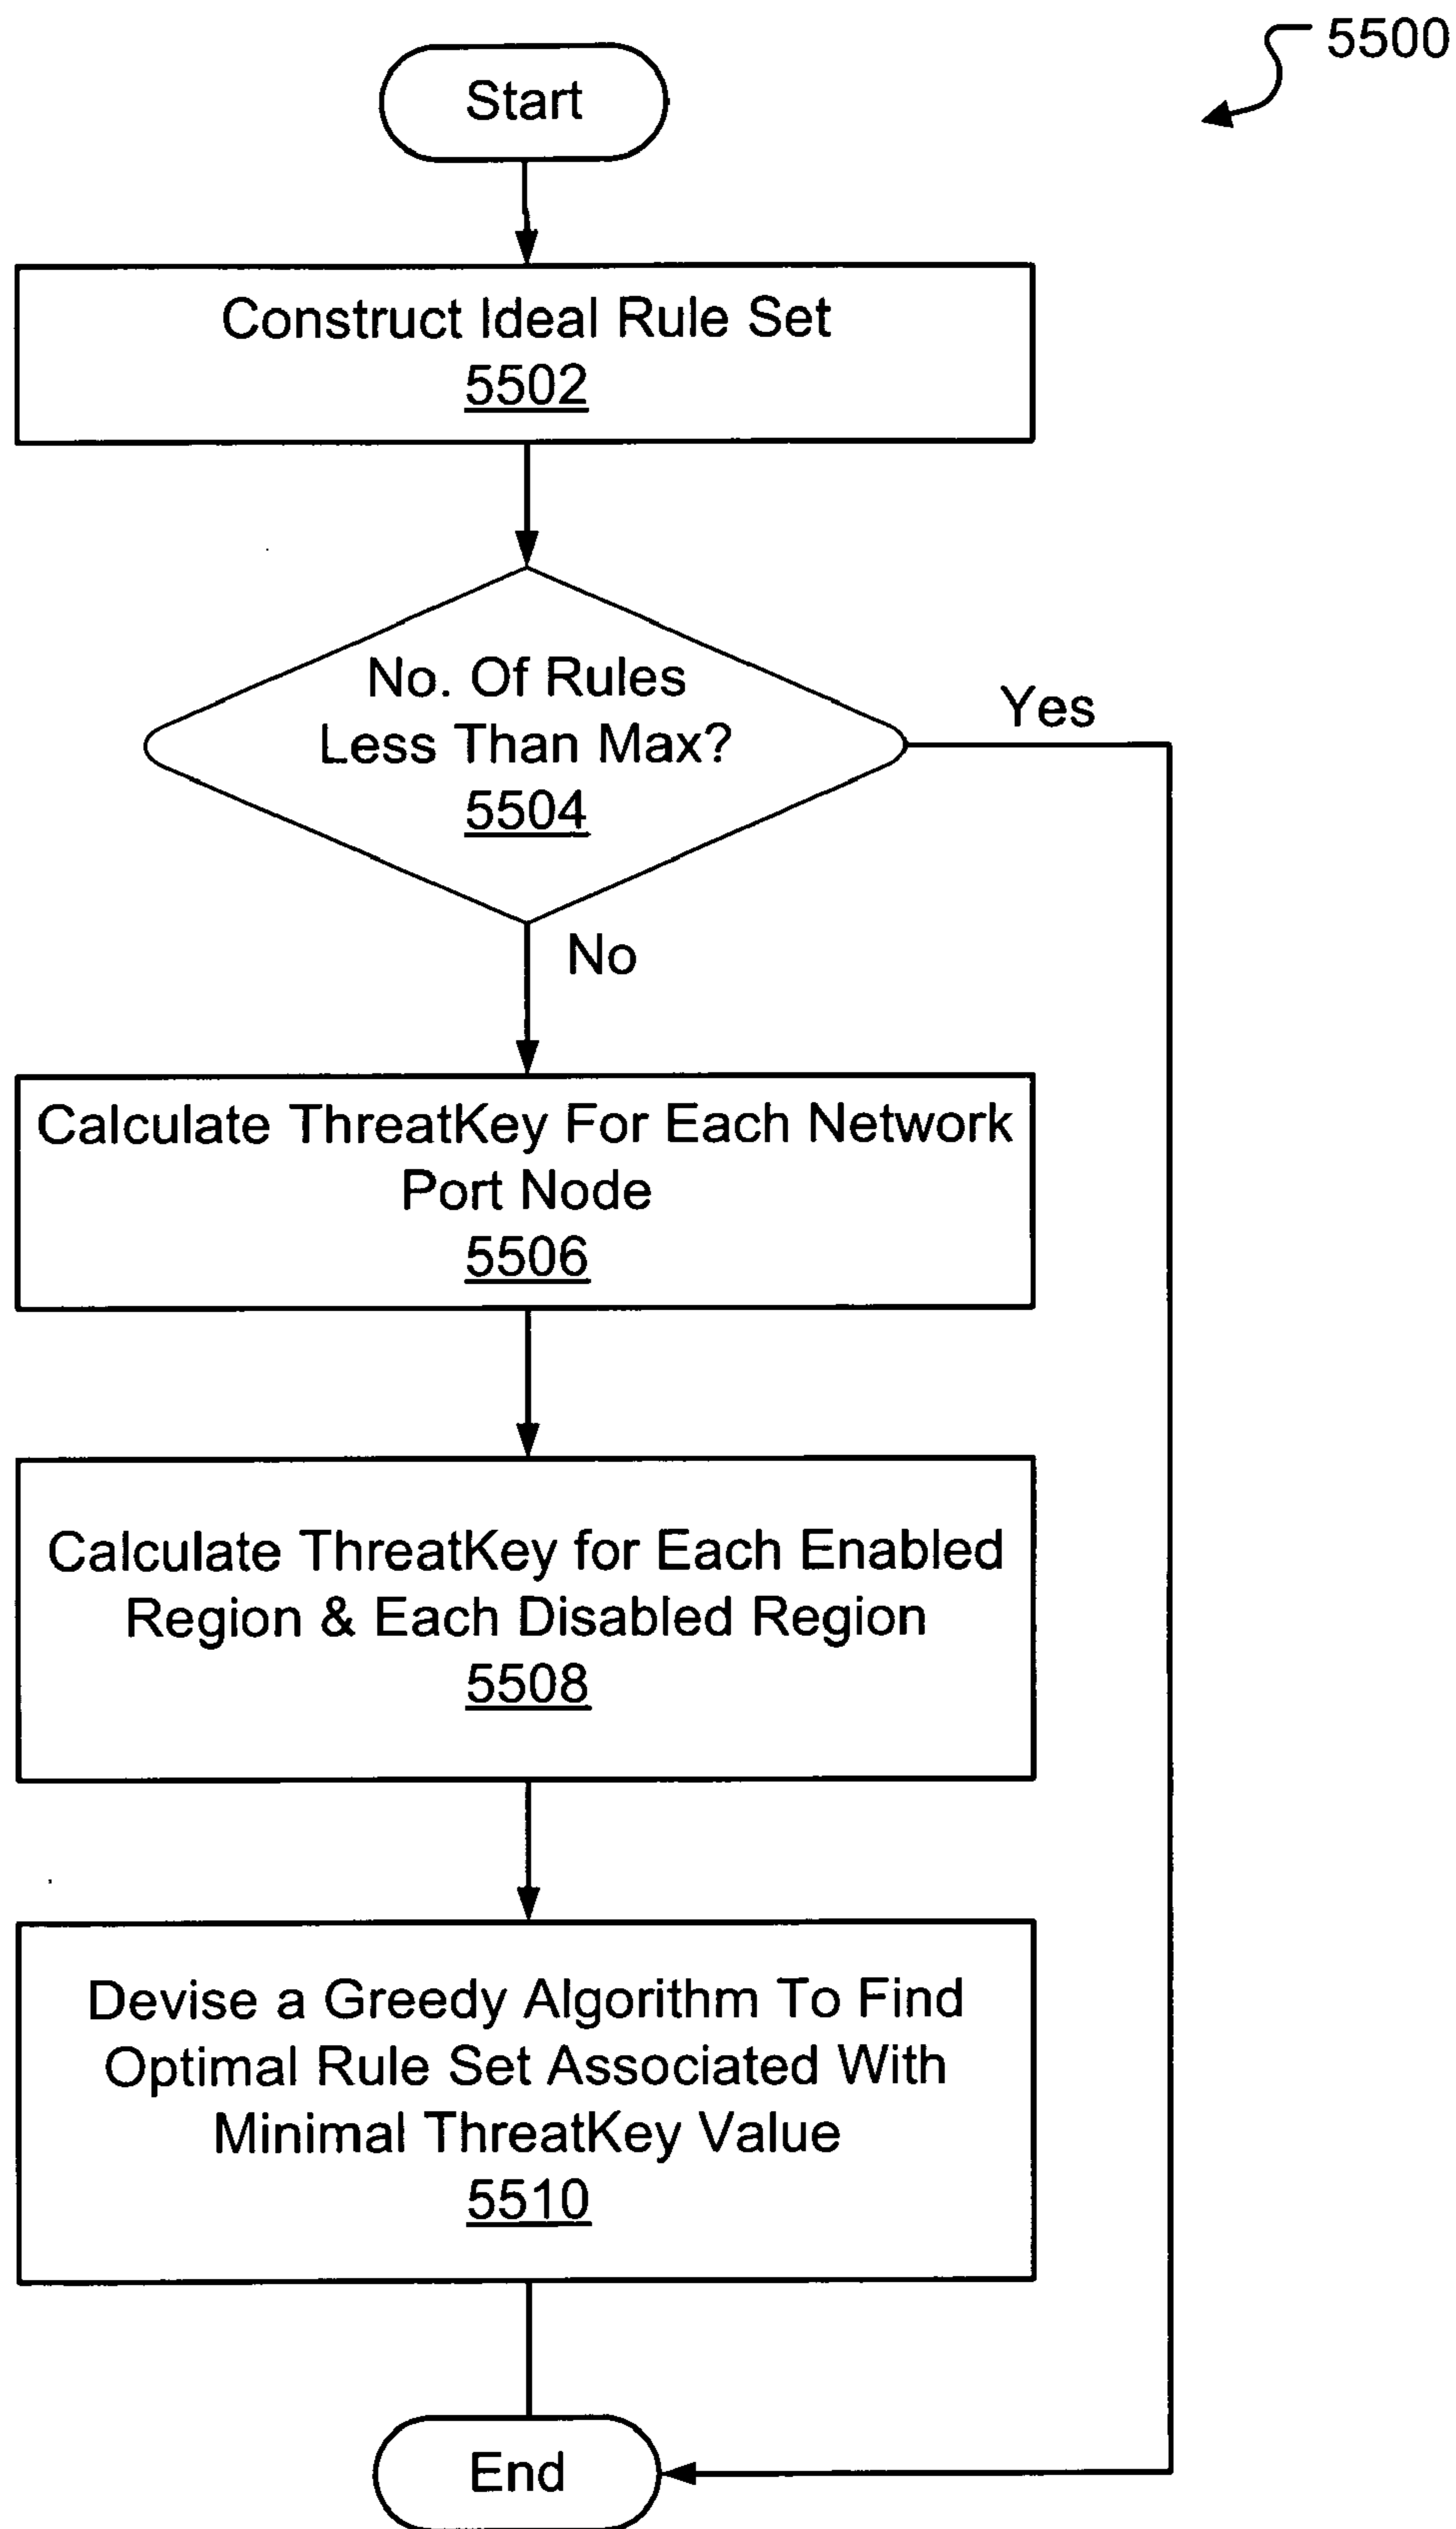 5500
Start
Construct Ideal Rule Set
5502
No. Of Rules
Less Than Max?
5504
Yes
No
Calculate ThreatKey For Each Network
Port Node
5506
Calculate ThreatKey for Each Enabled
Region & Each Disabled Region
5508
Devise a Greedy Algorithm To Find
Optimal Rule Set Associated With
Minimal ThreatKey Value
5510
End